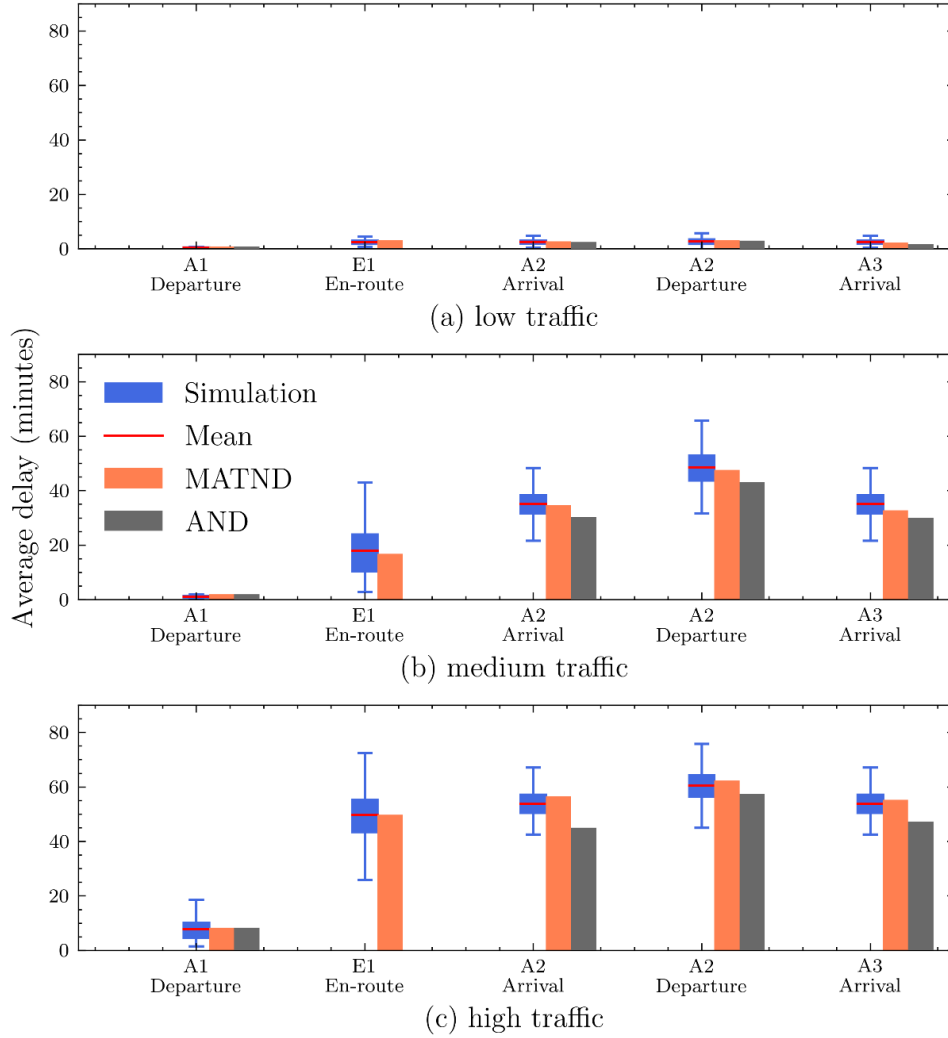 80
60
40
20
0
A1 Departure
E1 En-route
A2 Arrival
A2 Departure
A3 Arrival
(a) low traffic
Average delay (minutes)
80
60
40
20
0
Simulation
Mean
MATND
AND
A1 Departure
E1 En-route
A2 Arrival
A2 Departure
A3 Arrival
(b) medium traffic
80
60
40
20
0
A1 Departure
E1 En-route
A2 Arrival
A2 Departure
A3 Arrival
(c) high traffic